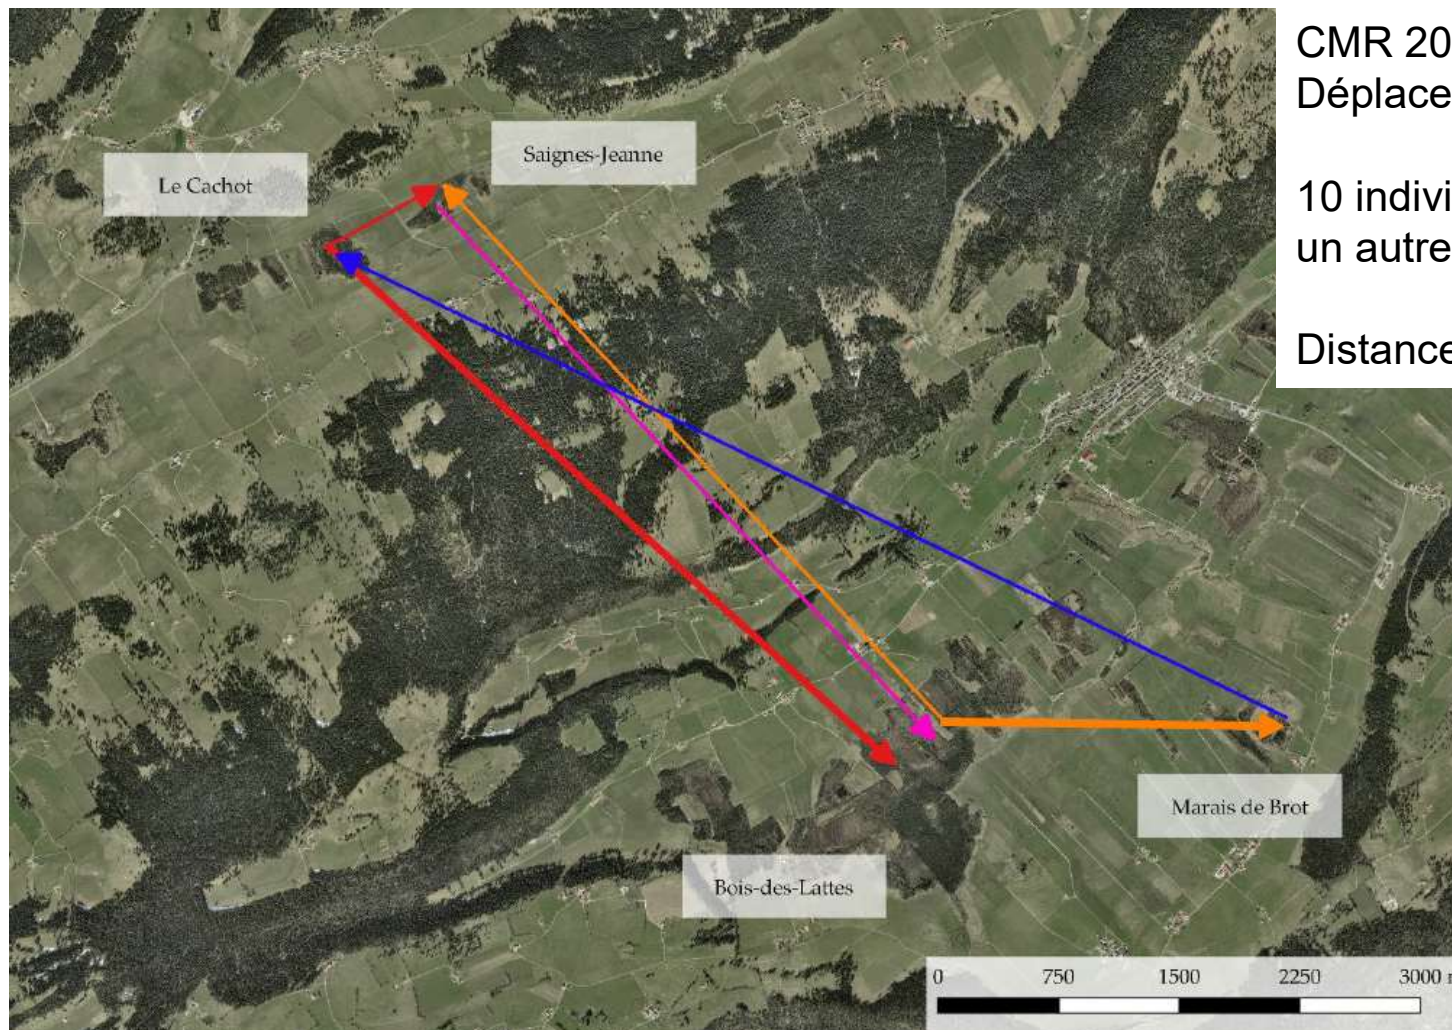 CMR 20
Déplace
10 indivi
un autre
Distance
Saignes-Jeanne
Le Cachot
Marais de Brot
Bois-des-Lattes
0 750 1500 2250 3000